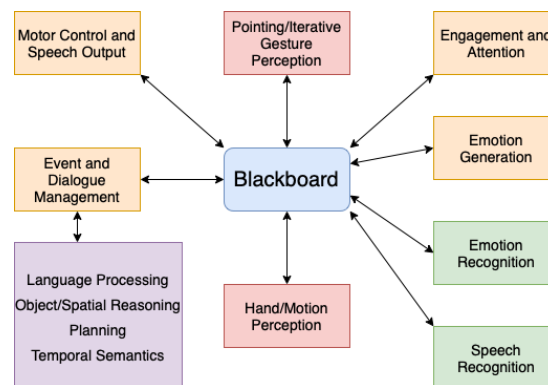 Motor Control and
Speech Output
Pointing/Iterative
Gesture
Perception
Engagement and
Attention
Event and
Dialogue
Management
Blackboard
Emotion
Generation
Language Processing
Object/Spatial Reasoning
Planning
Temporal Semantics
Hand/Motion
Perception
Emotion
Recognition
Speech
Recognition